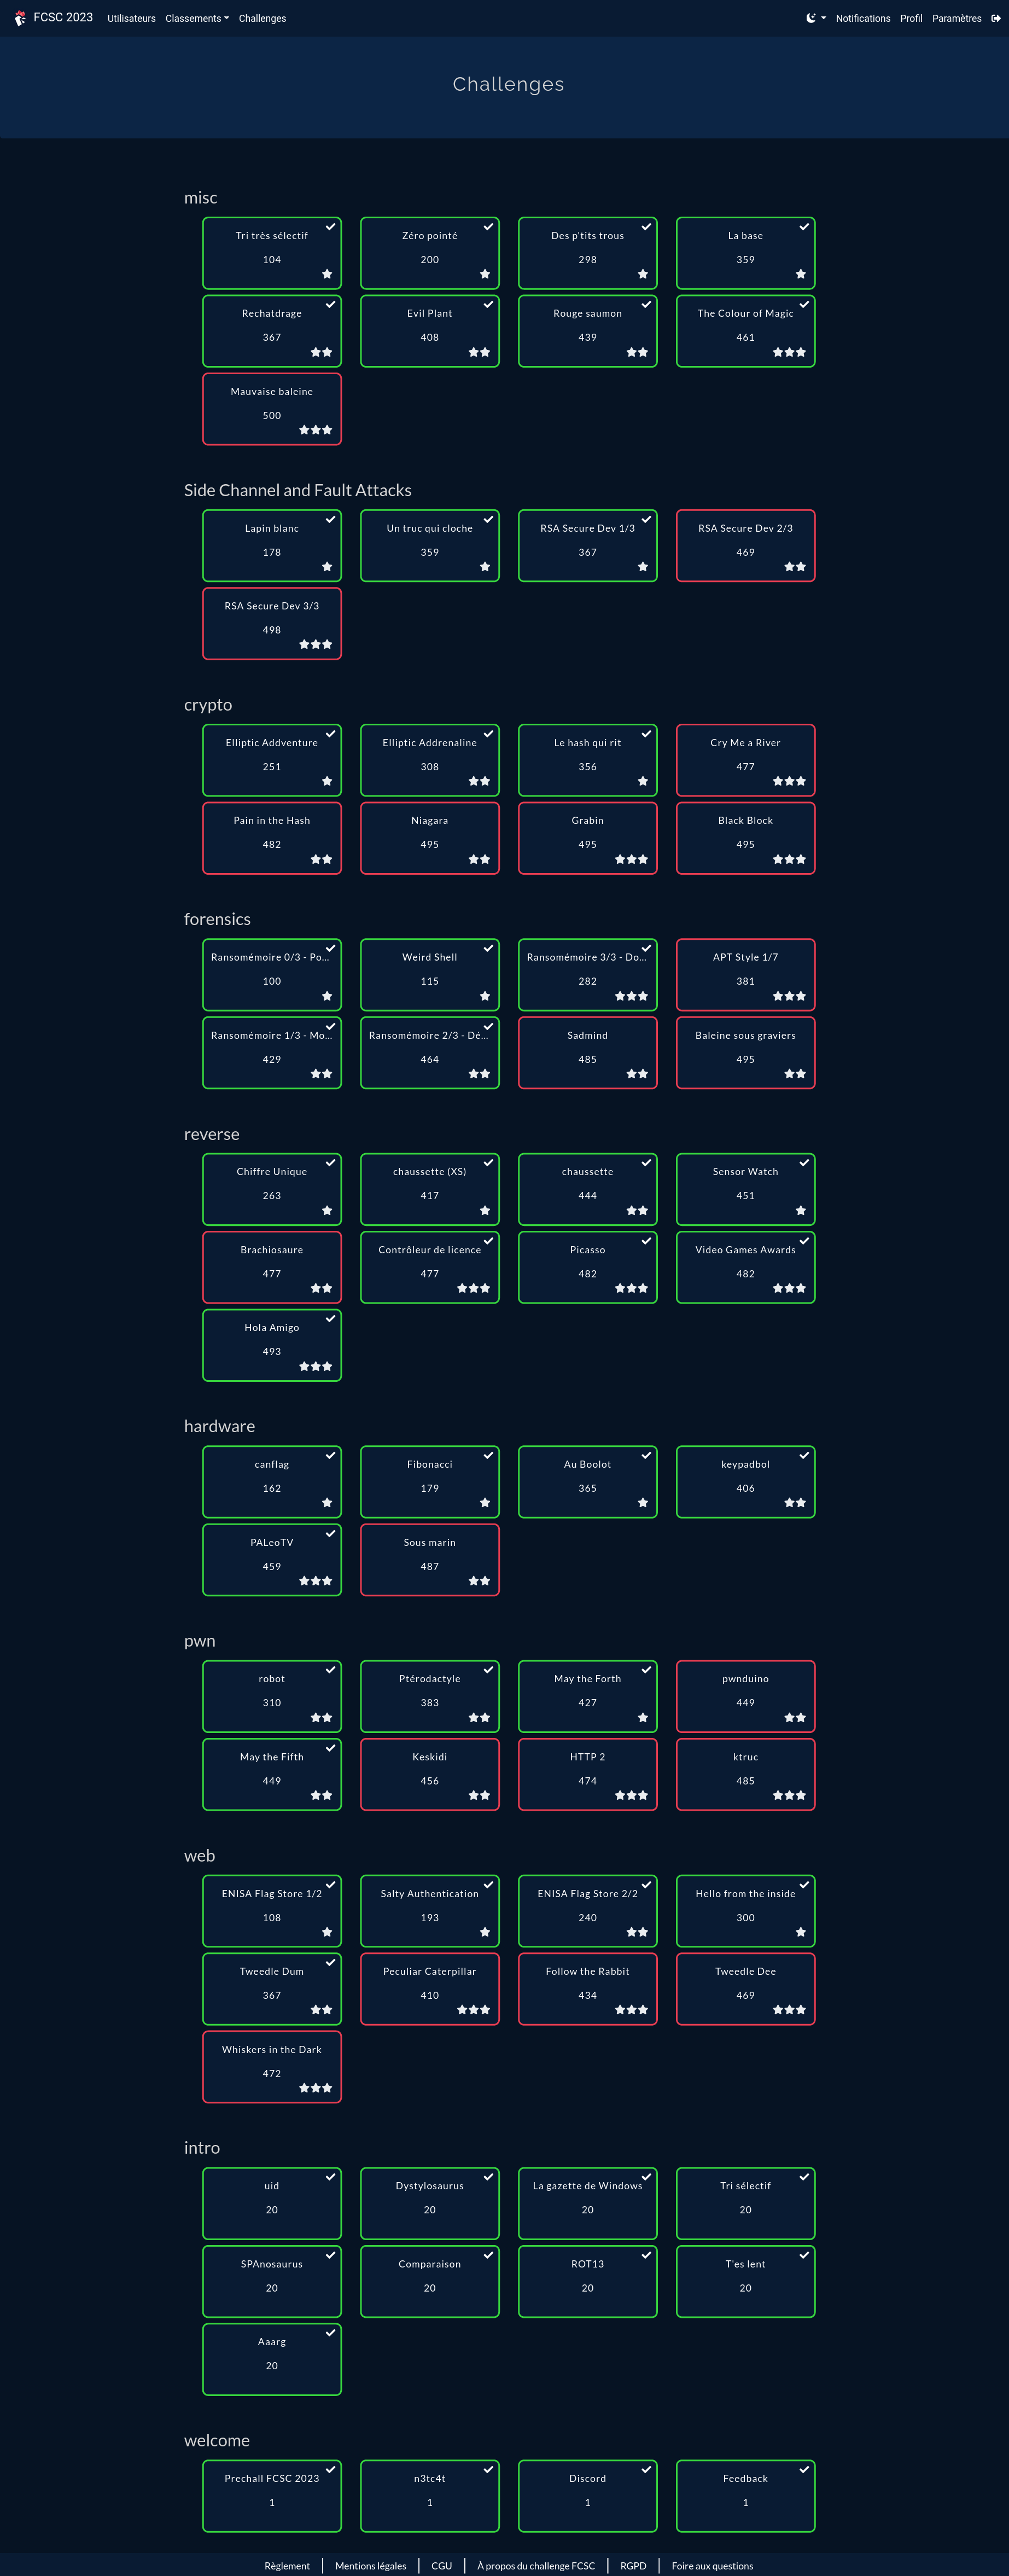 FCSC 2023 Utilisateurs Classements Challenges Notifications Profil Paramètres
Challenges
misc
Tri très sélectif Zéro pointé Des p'tits trous La base
104 200 298 359
Rechatdrage Evil Plant Rouge saumon The Colour of Magic
367 408 439 461
Mauvaise baleine
500
Side Channel and Fault Attacks
Lapin blanc Un truc qui cloche RSA Secure Dev 1/3 RSA Secure Dev 2/3
178 359 367 469
RSA Secure Dev 3/3
498
crypto
Elliptic Addventure Elliptic Addrenaline Le hash qui rit Cry Me a River
251 308 356 477
Pain in the Hash Niagara Grabin Black Block
482 495 495 495
forensics
Ransomémoire 0/3 - Po... Weird Shell Ransomémoire 3/3 - Do... APT Style 1/7
100 115 282 381
Ransomémoire 1/3 - Mo... Ransomémoire 2/3 - Dé... Sadmind Baleine sous graviers
429 464 485 495
reverse
Chiffre Unique chaussette (XS) chaussette Sensor Watch
263 417 444 451
Brachiosaure Contrôleur de licence Picasso Video Games Awards
477 477 482 482
Hola Amigo
493
hardware
canflag Fibonacci Au Boolot keypadbol
162 179 365 406
PALeoTV Sous marin
459 487
pwn
robot Ptérodactyle May the Forth pwnduino
310 383 427 449
May the Fifth Keskidi HTTP 2 ktruc
449 456 474 485
web
ENISA Flag Store 1/2 Salty Authentication ENISA Flag Store 2/2 Hello from the inside
108 193 240 300
Tweedle Dum Peculiar Caterpillar Follow the Rabbit Tweedle Dee
367 410 434 469
Whiskers in the Dark
472
intro
uid Dystylosaurus La gazette de Windows Tri sélectif
20 20 20 20
SPAnosaurus Comparaison ROT13 T'es lent
20 20 20 20
Aaarg
20
welcome
Prechall FCSC 2023 n3tc4t Discord Feedback
1 1 1 1
Règlement Mentions légales CGU À propos du challenge FCSC RGPD Foire aux questions